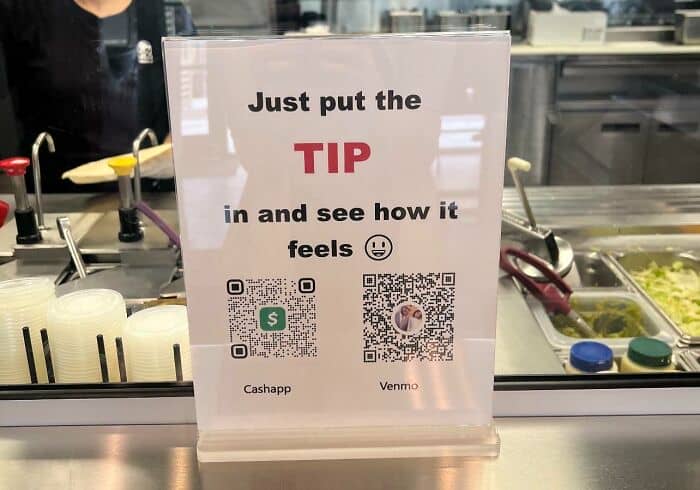 Just put the
TIP
in and see how it
feels
$
Cashapp
Venmo